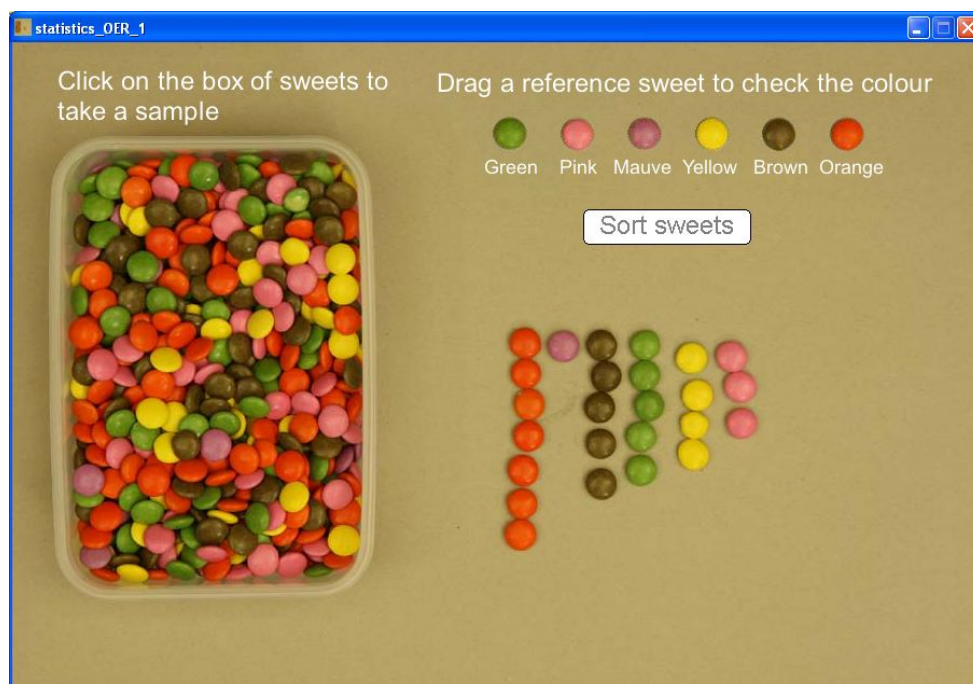 statistics_OER_1
Click on the box of sweets to
take a sample
Drag a reference sweet to check the colour
Green Pink Mauve Yellow Brown Orange
Sort sweets